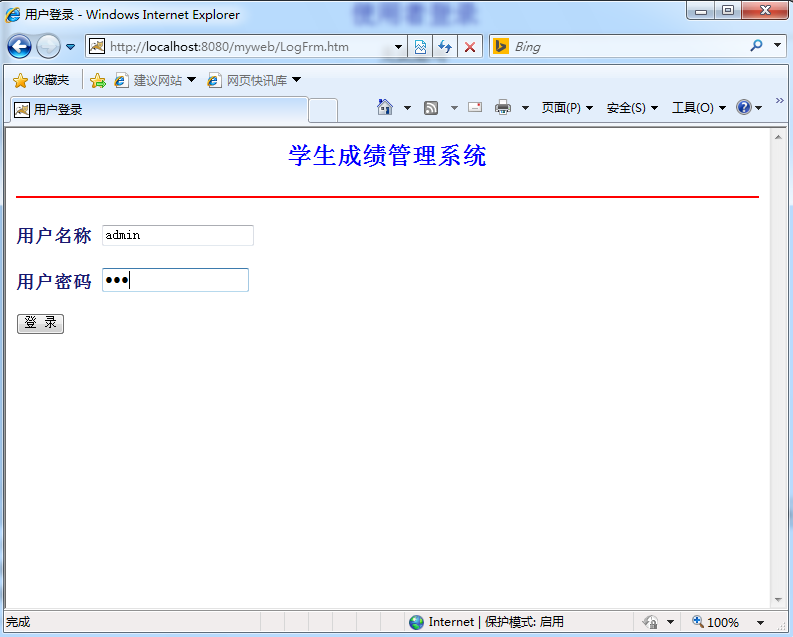 用户登录 - Windows Internet Explorer
使用者登录
http://localhost:8080/myweb/LogFrm.htm
Bing
收藏夹 建议网站 网页快讯库
用户登录
页面(P) 安全(S) 工具(O)
学生成绩管理系统
用户名称 admin
用户密码 •••
登 录
完成 Internet | 保护模式: 启用 100%